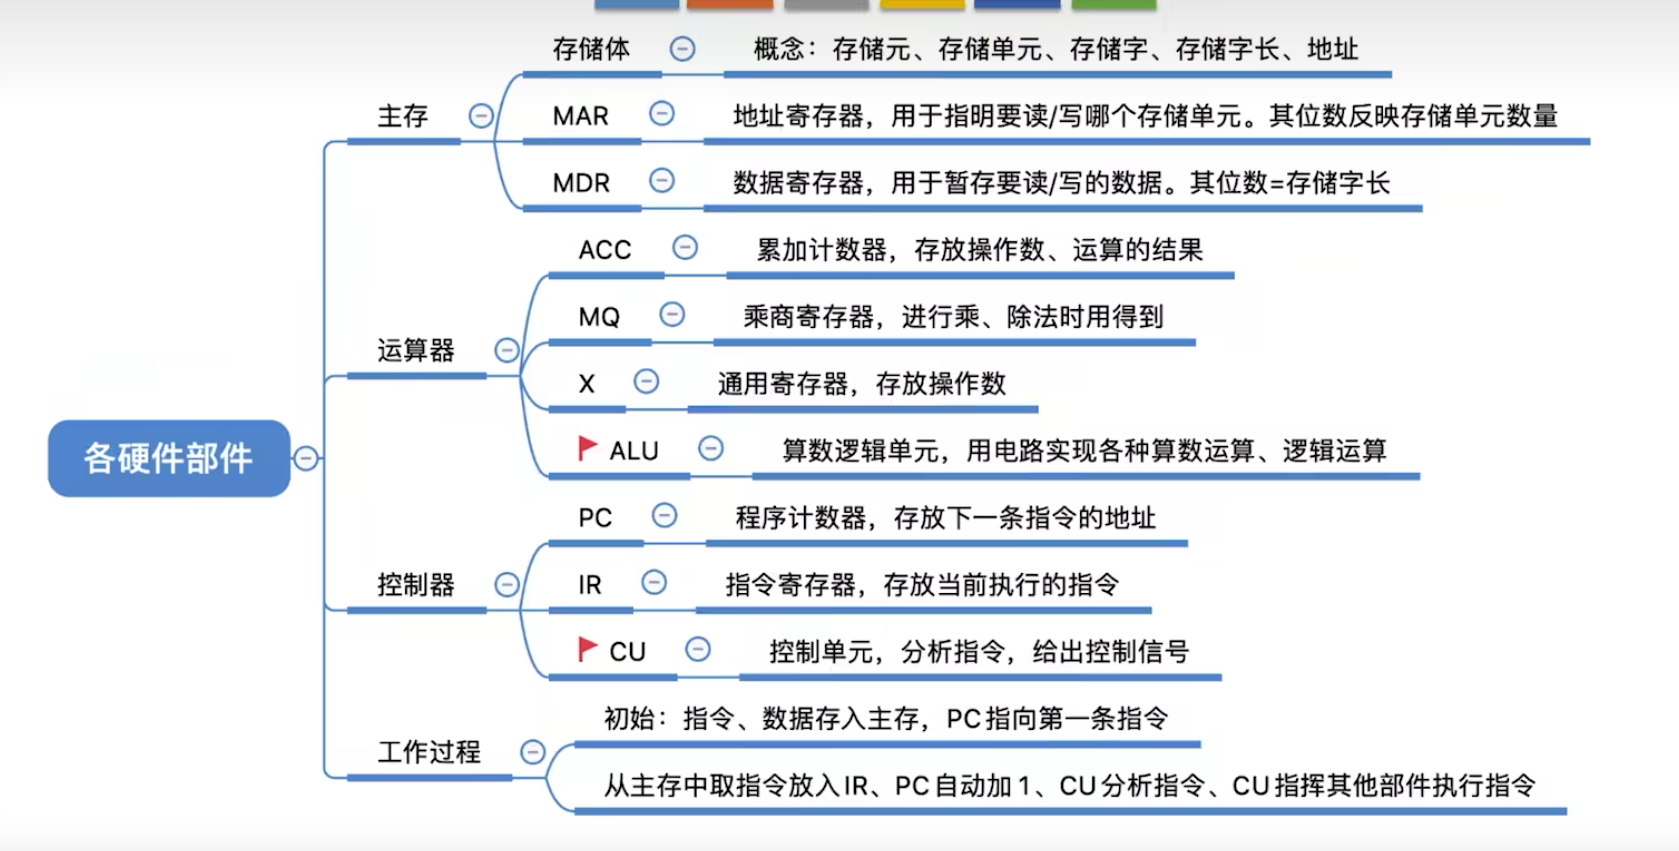 存储体
概念：存储元、存储单元、存储字、存储字长、地址
主存
MAR
地址寄存器，用于指明要读/写哪个存储单元。其位数反映存储单元数量
MDR
数据寄存器，用于暂存要读/写的数据。其位数=存储字长
ACC
累加计数器，存放操作数、运算的结果
MQ
乘商寄存器，进行乘、除法时用得到
运算器
X
通用寄存器，存放操作数
ALU
算数逻辑单元，用电路实现各种算数运算、逻辑运算
各硬件部件
PC
程序计数器，存放下一条指令的地址
控制器
IR
指令寄存器，存放当前执行的指令
CU
控制单元，分析指令，给出控制信号
工作过程
初始：指令、数据存入主存，PC指向第一条指令
从主存中取指令放入IR、PC自动加1、CU分析指令、CU指挥其他部件执行指令